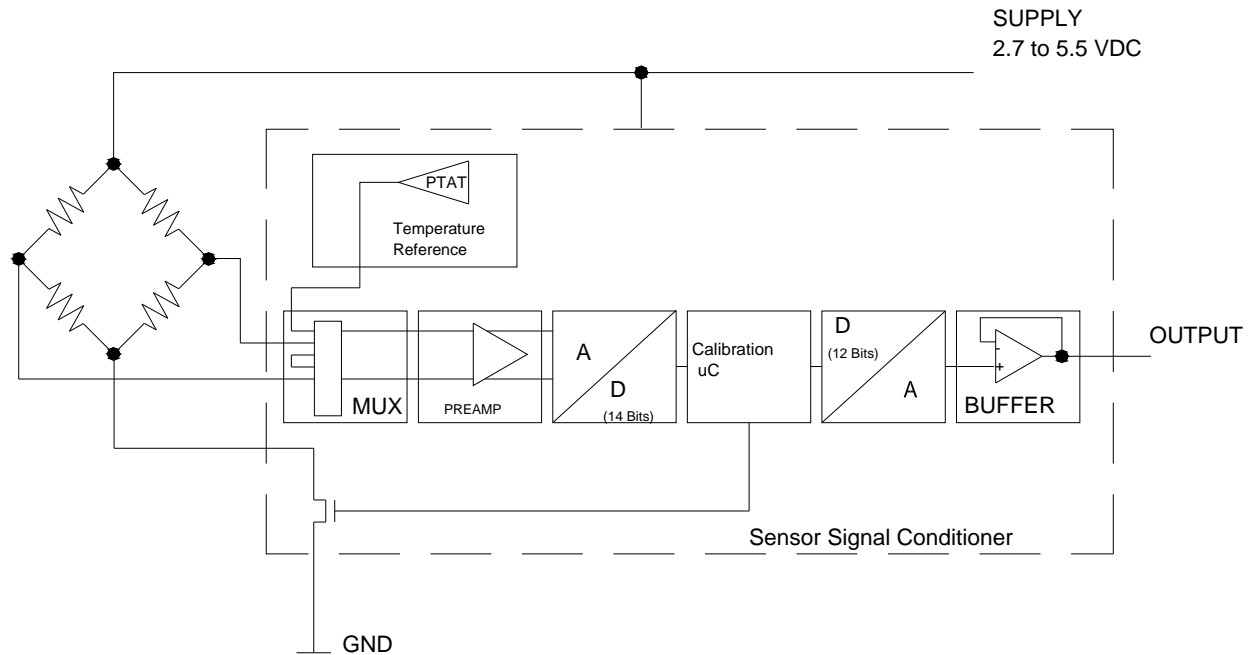 SUPPLY
2.7 to 5.5 VDC
PTAT
Temperature
Reference
MUX
PREAMP
A
D
(14 Bits)
Calibration
uC
D
(12 Bits)
A
-
+
BUFFER
OUTPUT
Sensor Signal Conditioner
GND